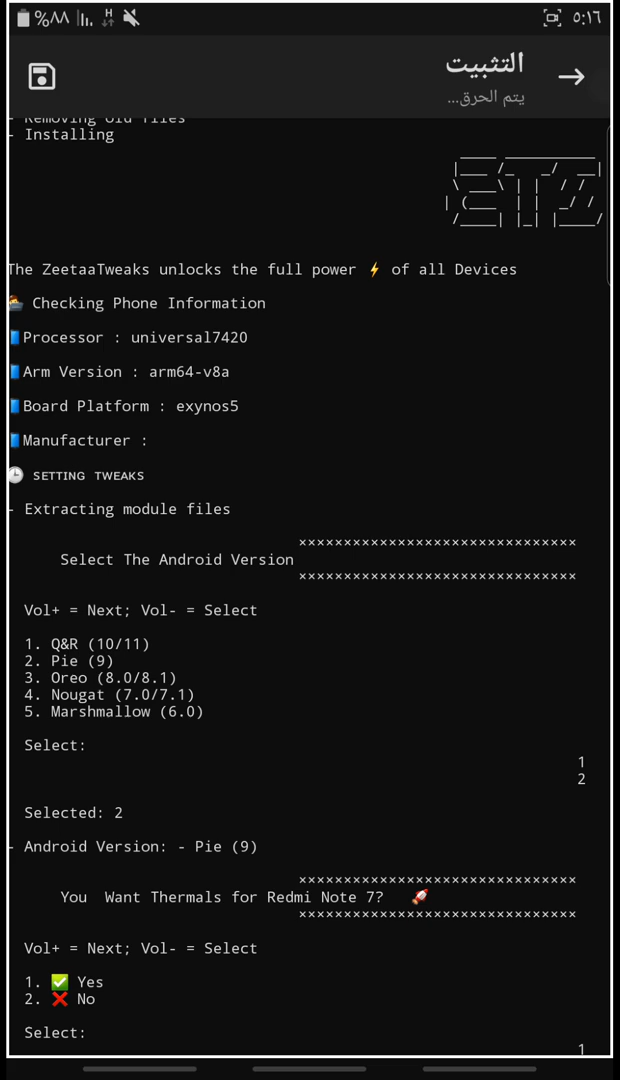 %٨٨ H ٥:١٦
التثبيت
يتم الحرق...
- Removing old files
- Installing
ETZ
The ZeetaaTweaks unlocks the full power ⚡ of all Devices
Checking Phone Information
📘Processor : universal7420
📘Arm Version : arm64-v8a
📘Board Platform : exynos5
📘Manufacturer :
🕒 SETTING TWEAKS
- Extracting module files
×××××××××××××××××××××××××××××××
Select The Android Version
×××××××××××××××××××××××××××××××
Vol+ = Next; Vol- = Select
1. Q&R (10/11)
2. Pie (9)
3. Oreo (8.0/8.1)
4. Nougat (7.0/7.1)
5. Marshmallow (6.0)
Select:
1
2
Selected: 2
- Android Version: - Pie (9)
×××××××××××××××××××××××××××××××
You Want Thermals for Redmi Note 7? 🚀
×××××××××××××××××××××××××××××××
Vol+ = Next; Vol- = Select
1. ✅ Yes
2. ❌ No
Select:
1